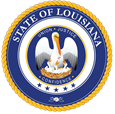 STATE OF LOUISIANA
UNION • JUSTICE
CONFIDENCE